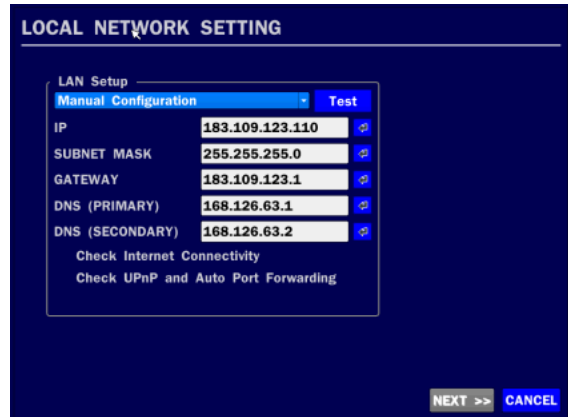 LOCAL NETWORK SETTING
LAN Setup
Manual Configuration Test
IP 183.109.123.110
SUBNET MASK 255.255.255.0
GATEWAY 183.109.123.1
DNS (PRIMARY) 168.126.63.1
DNS (SECONDARY) 168.126.63.2
Check Internet Connectivity
Check UPnP and Auto Port Forwarding
NEXT >> CANCEL